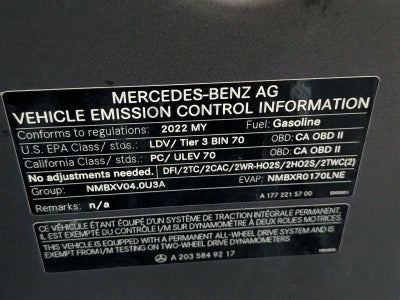 MERCEDES-BENZ AG
VEHICLE EMISSION CONTROL INFORMATION
Conforms to regulations: 2022 MY Fuel: Gasoline
U.S. EPA Class/ stds: LDV/ Tier 3 BIN 70 OBD: CA OBD II
California Class/ stds: PC/ ULEV 70 OBD: CA OBD II
No adjustments needed. DFI/2TC/2CAC/2WR-HO2S/2HO2S/2TWC(2)
Group: NMBXV04.0U3A EVAP: NMBXR0170LNE
A 177 221 57 00
Remarks: n/a
CE VÉHICULE ÉTANT ÉQUIPÉ D'UN SYSTÈME DE TRACTION INTÉGRALE PERMANENT,
IL EST EXEMPTÉ D'I/M SUR DYNAMOMÈTRES À DEUX ROUES MOTRICES.
THIS VEHICLE IS EQUIPPED WITH A PERMANENT ALL-WHEEL DRIVE SYSTEM AND IS
EXEMPT FROM I/M TESTING ON TWO-WHEEL DRIVE DYNAMOMETERS
A 203 584 92 17